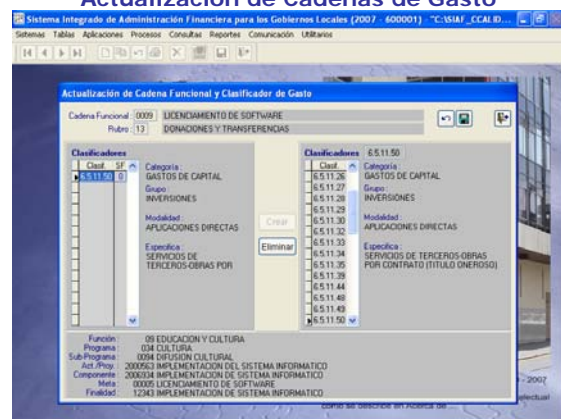 Actualización de Cadenas de Gasto
Sistema Integrado de Administración Financiera para los Gobiernos Locales (2007 - 600001) - "C:\SIAF_CCALID...
Sistemas Tablas Aplicaciones Procesos Consultas Reportes Comunicación Utilitarios
Actualización de Cadena Funcional y Clasificador de Gasto
Cadena Funcional : 0009 LICENCIAMIENTO DE SOFTWARE
Rubro : 13 DONACIONES Y TRANSFERENCIAS
Clasificadores
Clasif. SF
6.5.11.50 0
Categoría :
GASTOS DE CAPITAL
Grupo :
INVERSIONES
Modalidad :
APLICACIONES DIRECTAS
Específica :
SERVICIOS DE
TERCEROS-OBRAS POR
Crear
Eliminar
Clasificadores 6.5.11.50
Clasif.
6.5.11.26
6.5.11.27
6.5.11.28
6.5.11.29
6.5.11.30
6.5.11.32
6.5.11.33
6.5.11.34
6.5.11.35
6.5.11.39
6.5.11.44
6.5.11.48
6.5.11.49
6.5.11.50
Categoría :
GASTOS DE CAPITAL
Grupo :
INVERSIONES
Modalidad :
APLICACIONES DIRECTAS
Específica :
SERVICIOS DE TERCEROS-OBRAS
POR CONTRATO (TITULO ONEROSO)
Función : 09 EDUCACION Y CULTURA
Programa : 034 CULTURA
Sub-Programa : 0094 DIFUSION CULTURAL
Act./Proy. : 2000563 IMPLEMENTACION DEL SISTEMA INFORMATICO
Componente : 2006934 IMPLEMENTACION DE SISTEMA INFORMATICO
Meta : 00005 LICENCIAMIENTO DE SOFTWARE
Finalidad : 12343 IMPLEMENTACION DE SISTEMA INFORMATICO
- 2007
electual
como se describe en Acerca de